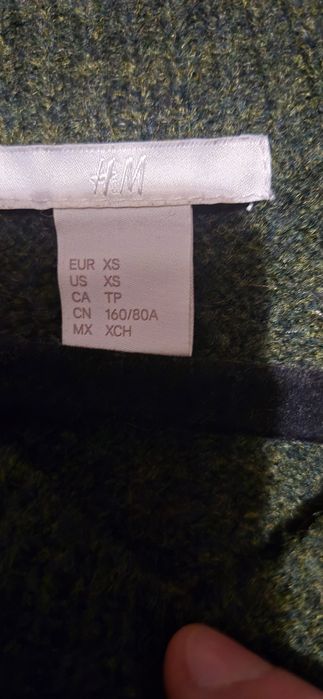 H&M
EUR XS
US XS
CA TP
CN 160/80A
MX XCH